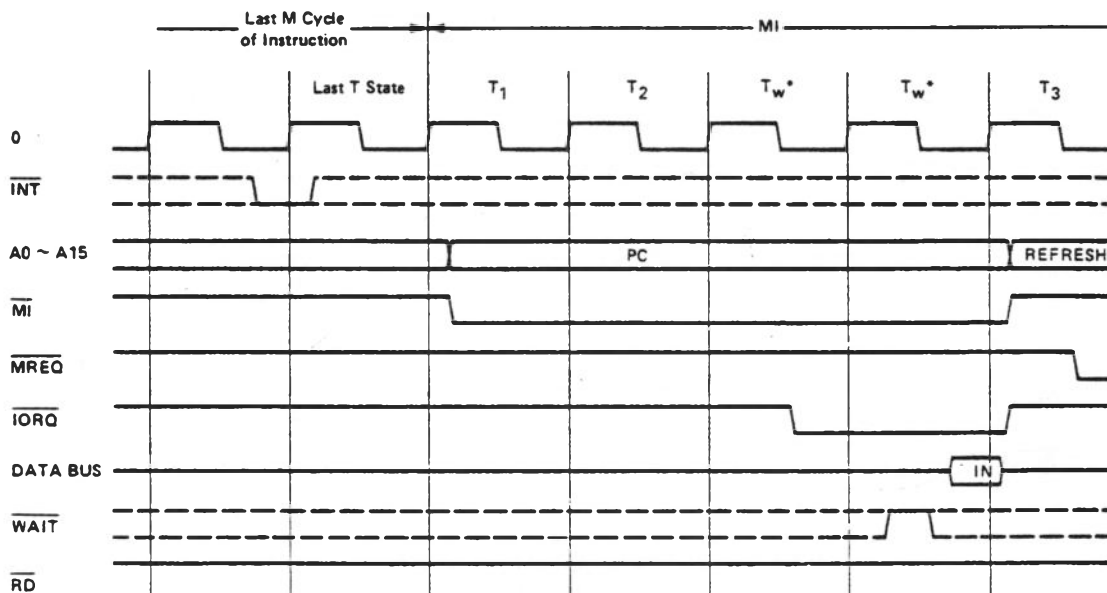 Last M Cycle
of Instruction
MI
Last T State
T1
T2
Tw*
Tw*
T3
0
INT
A0 ~ A15
PC
REFRESH
MI
MREQ
IORQ
DATA BUS
IN
WAIT
RD